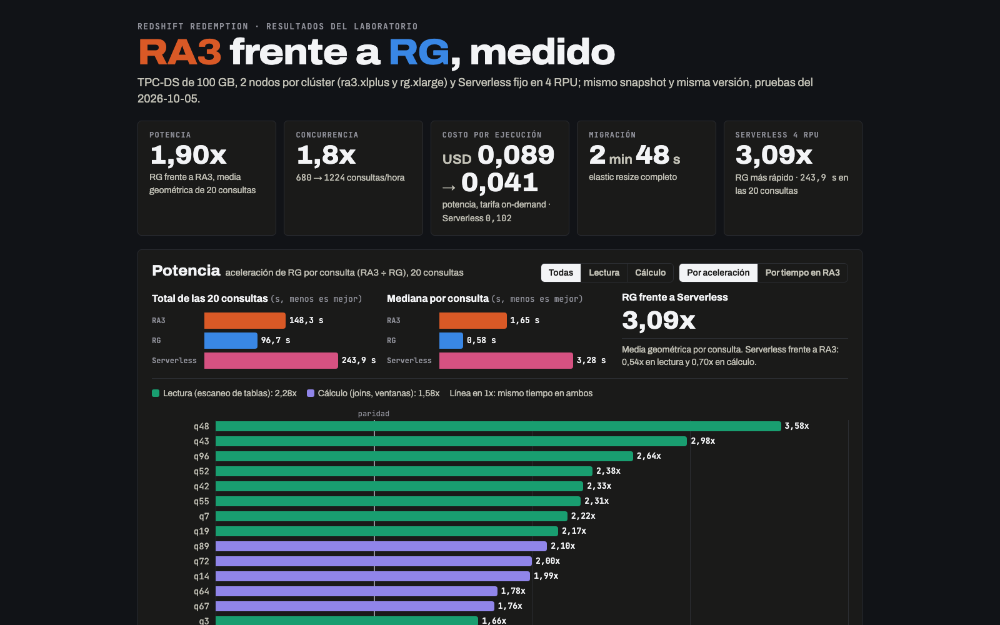 REDSHIFT REDEMPTION · RESULTADOS DEL LABORATORIO
RA3 frente a RG, medido
TPC-DS de 100 GB, 2 nodos por clúster (ra3.xlplus y rg.xlarge) y Serverless fijo en 4 RPU; mismo snapshot y misma versión, pruebas del
2026-10-05.
POTENCIA
1,90x
RG frente a RA3, media
geométrica de 20 consultas
CONCURRENCIA
1,8x
680 → 1224 consultas/hora
COSTO POR EJECUCIÓN
USD 0,089
→ 0,041
potencia, tarifa on-demand ·
Serverless 0,102
MIGRACIÓN
2 min 48 s
elastic resize completo
SERVERLESS 4 RPU
3,09x
RG más rápido · 243,9 s en
las 20 consultas
Potencia aceleración de RG por consulta (RA3 ÷ RG), 20 consultas
Todas Lectura Cálculo Por aceleración Por tiempo en RA3
Total de las 20 consultas (s, menos es mejor)
RA3 148,3 s
RG 96,7 s
Serverless 243,9 s
Mediana por consulta (s, menos es mejor)
RA3 1,65 s
RG 0,58 s
Serverless 3,28 s
RG frente a Serverless
3,09x
Media geométrica por consulta. Serverless frente a RA3:
0,54x en lectura y 0,70x en cálculo.
Lectura (escaneo de tablas): 2,28x Cálculo (joins, ventanas): 1,58x Línea en 1x: mismo tiempo en ambos
paridad
q48 3,58x
q43 2,98x
q96 2,64x
q52 2,38x
q42 2,33x
q55 2,31x
q7 2,22x
q19 2,17x
q89 2,10x
q72 2,00x
q14 1,99x
q64 1,78x
q67 1,76x
q3 1,66x